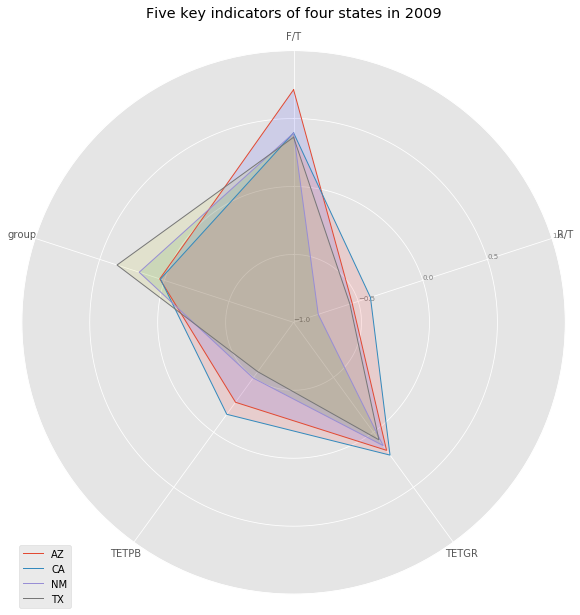 Five key indicators of four states in 2009
F/T
R/T
0.5
0.0
−0.5
−1.0
group
TETPB
TETGR
AZ
CA
NM
TX